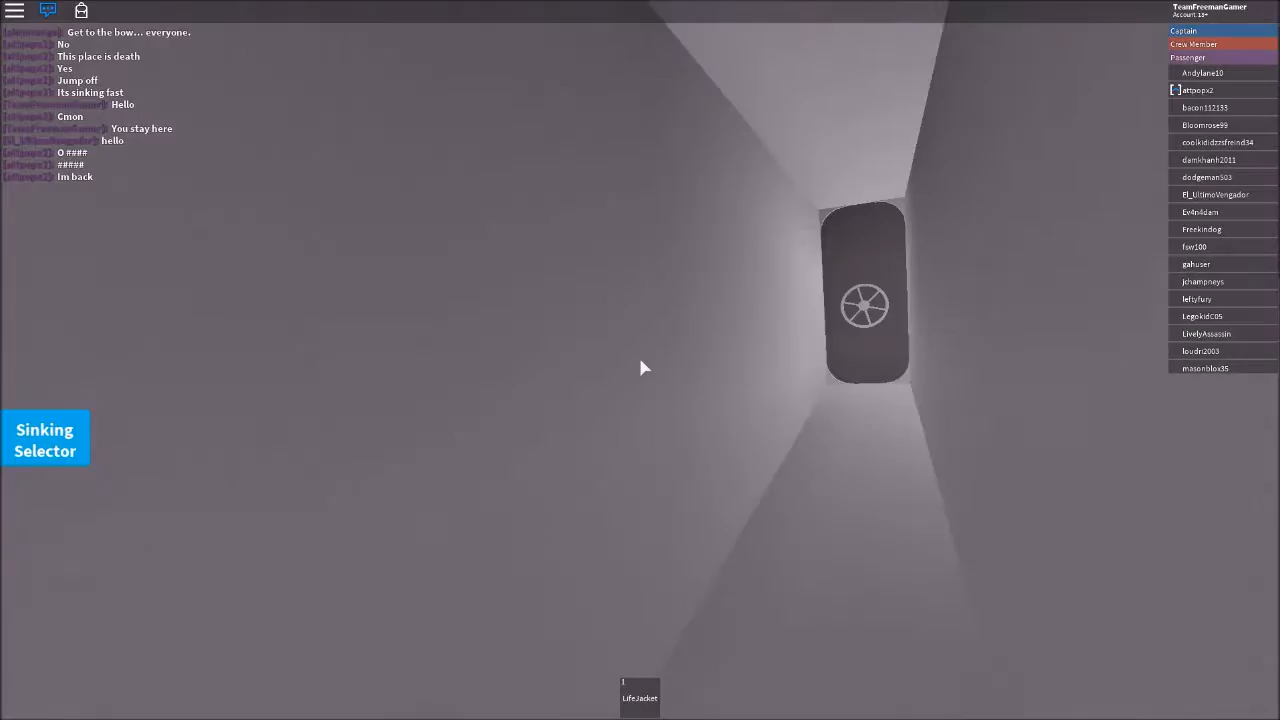 TeamFreemanGamer
Account: 13+
Get to the bow... everyone.
No
This place is death
Yes
Jump off
Its sinking fast
Hello
Cmon
You stay here
hello
O ####
#####
Im back
Captain
Crew Member
Passenger
Andylane10
attpopx2
bacon112133
Bloomrose99
coolkididzzsfreind34
damkhanh2011
dodgeman503
El_UltimoVengador
Ev4n4dam
Freekindog
fsw100
gahuser
jchampneys
leftyfury
LegokidC05
LivelyAssassin
loudri2003
masonblox35
Sinking
Selector
1
LifeJacket